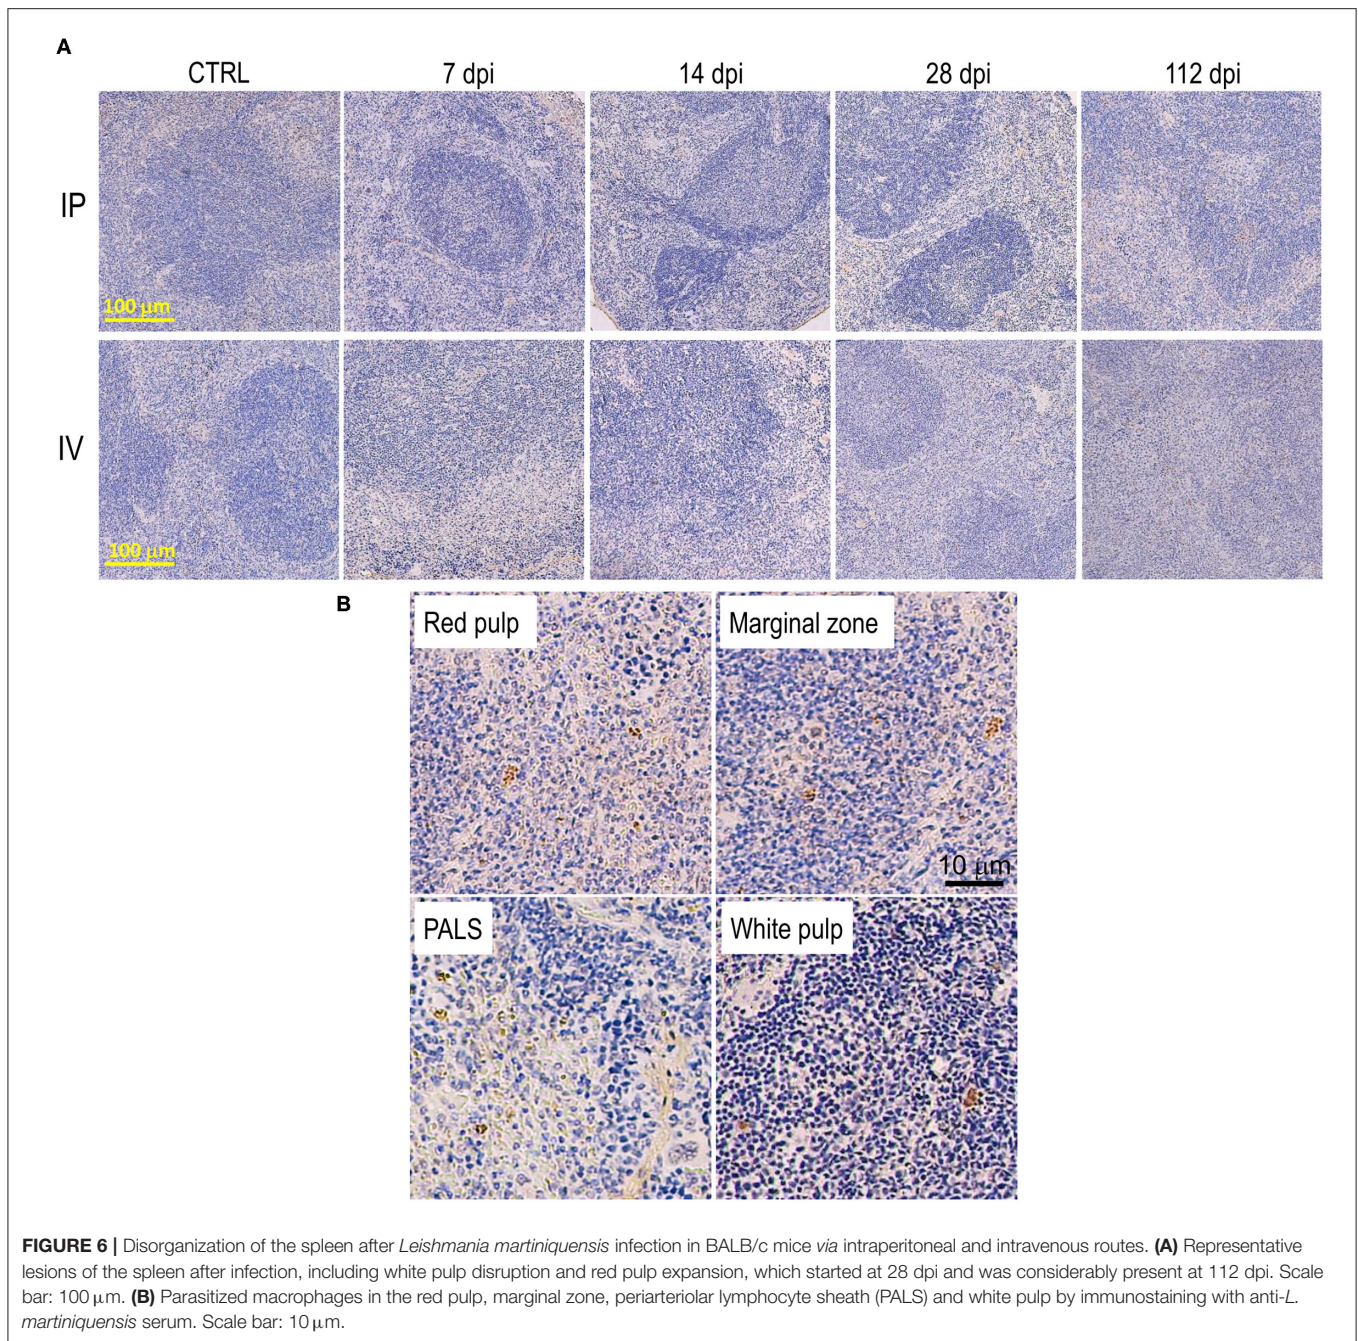 A
CTRL 7 dpi 14 dpi 28 dpi 112 dpi
IP
100 µm
IV
100 µm
B
Red pulp Marginal zone
10 µm
PALS White pulp
FIGURE 6 | Disorganization of the spleen after Leishmania martiniquensis infection in BALB/c mice via intraperitoneal and intravenous routes. (A) Representative
lesions of the spleen after infection, including white pulp disruption and red pulp expansion, which started at 28 dpi and was considerably present at 112 dpi. Scale
bar: 100 µm. (B) Parasitized macrophages in the red pulp, marginal zone, periarteriolar lymphocyte sheath (PALS) and white pulp by immunostaining with anti-L.
martiniquensis serum. Scale bar: 10 µm.